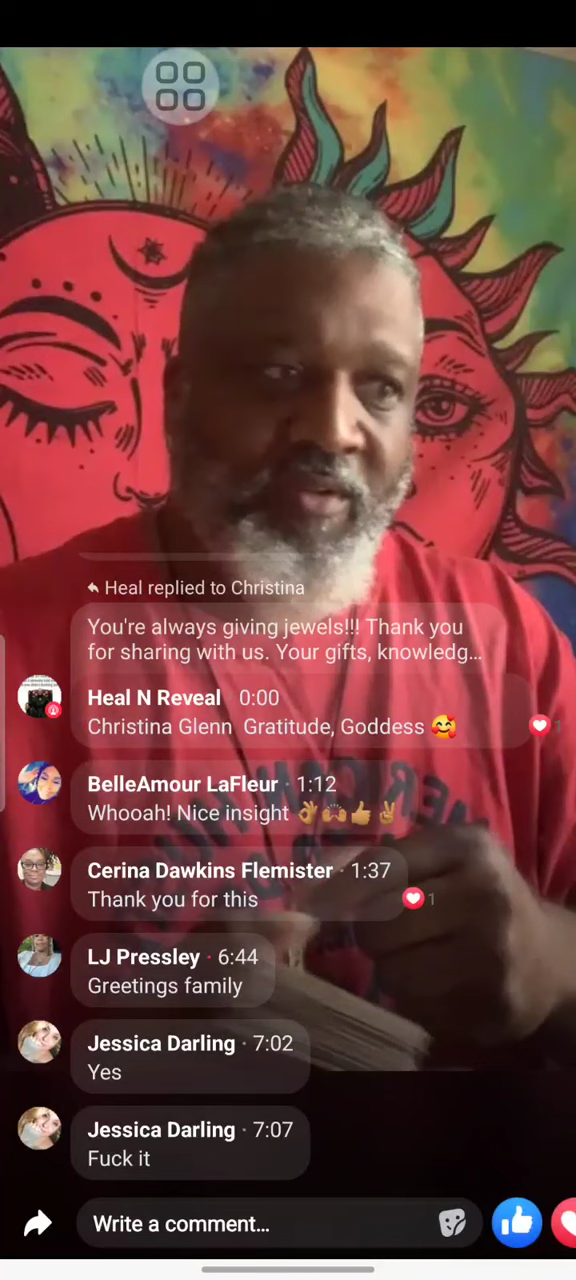 Heal replied to Christina
You're always giving jewels!!! Thank you
for sharing with us. Your gifts, knowledg...
Heal N Reveal 0:00
Christina Glenn Gratitude, Goddess 🥰
1
BelleAmour LaFleur · 1:12
Whooah! Nice insight 👌🏽🙌🏽👍🏽✌🏽
Cerina Dawkins Flemister · 1:37
Thank you for this
1
LJ Pressley · 6:44
Greetings family
Jessica Darling · 7:02
Yes
Jessica Darling · 7:07
Fuck it
Write a comment...